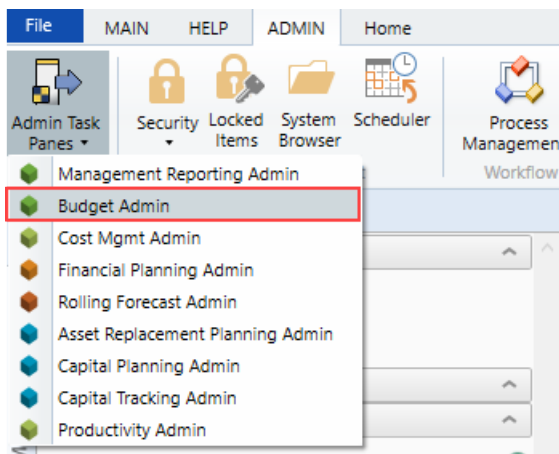 File MAIN HELP ADMIN Home
Admin Task Panes
Security
Locked Items
System Browser
Scheduler
Process Managemen
Workflow
Management Reporting Admin
Budget Admin
Cost Mgmt Admin
Financial Planning Admin
Rolling Forecast Admin
Asset Replacement Planning Admin
Capital Planning Admin
Capital Tracking Admin
Productivity Admin